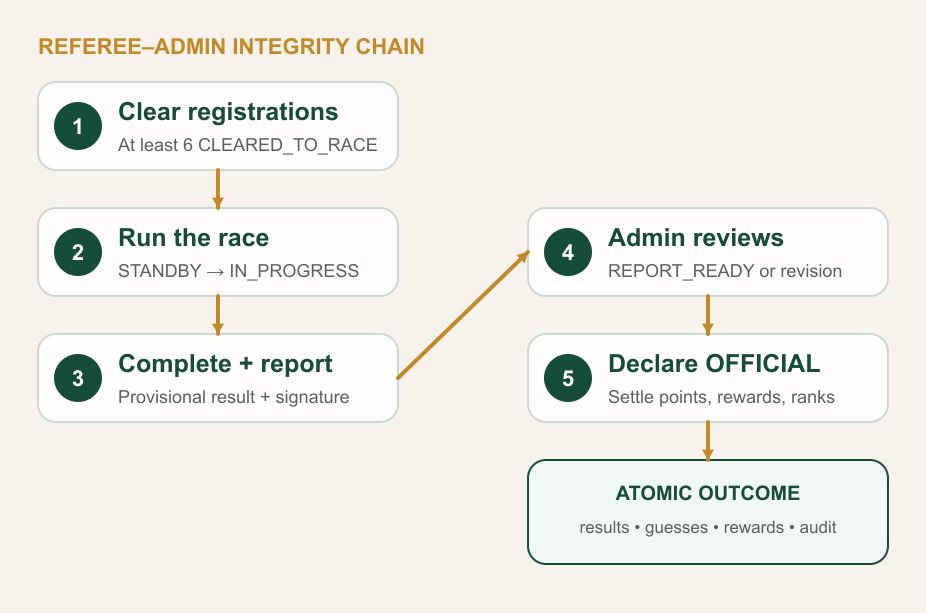 REFEREE–ADMIN INTEGRITY CHAIN
1
Clear registrations
At least 6 CLEARED_TO_RACE
2
Run the race
STANDBY → IN_PROGRESS
3
Complete + report
Provisional result + signature
4
Admin reviews
REPORT_READY or revision
5
Declare OFFICIAL
Settle points, rewards, ranks
ATOMIC OUTCOME
results • guesses • rewards • audit